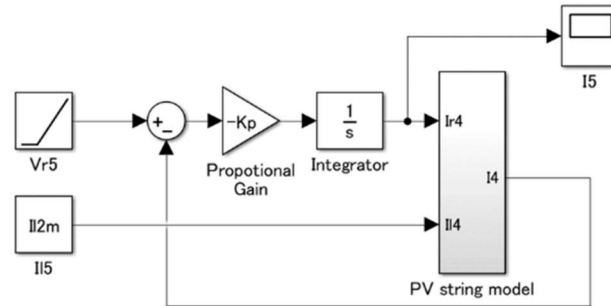 I5
Vr5
+
-
-Kp
Propotional
Gain
1
s
Integrator
Ir4
I4
Il4
PV string model
Il2m
Il5